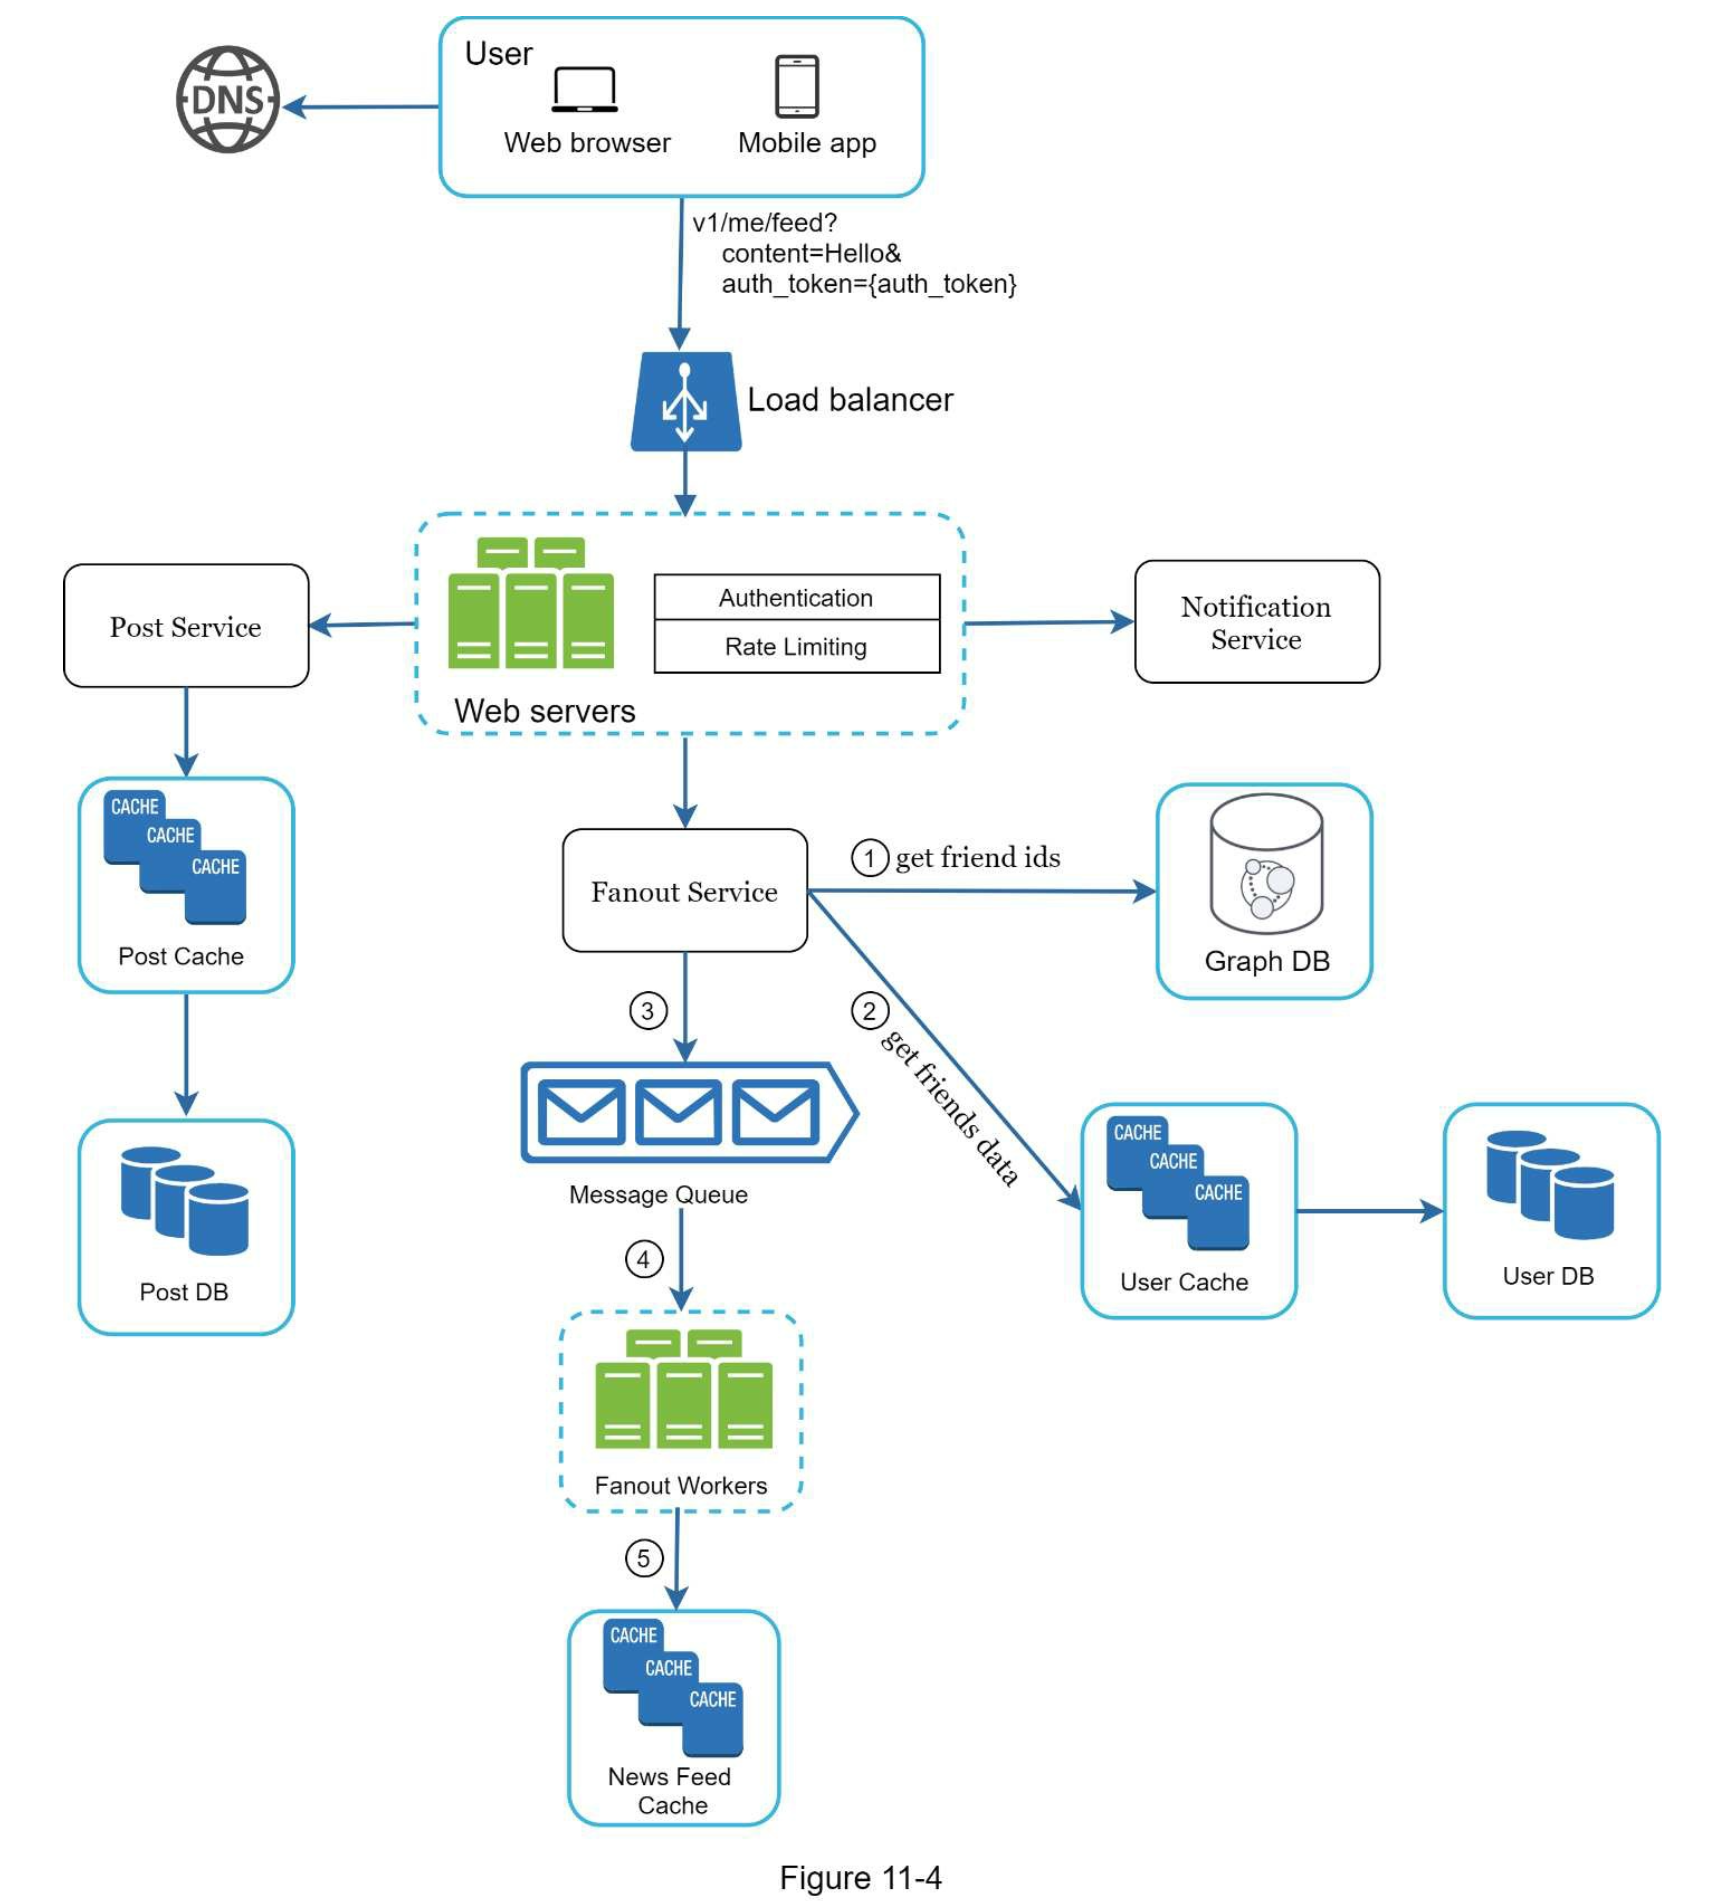 User
DNS
Web browser
Mobile app
v1/me/feed?
content=Hello&
auth_token={auth_token}
Load balancer
Authentication
Rate Limiting
Web servers
Post Service
Notification
Service
CACHE
CACHE
CACHE
Post Cache
Post DB
Fanout Service
1 get friend ids
Graph DB
2 get friends data
CACHE
CACHE
CACHE
User Cache
User DB
3
Message Queue
4
Fanout Workers
5
CACHE
CACHE
CACHE
News Feed
Cache
Figure 11-4